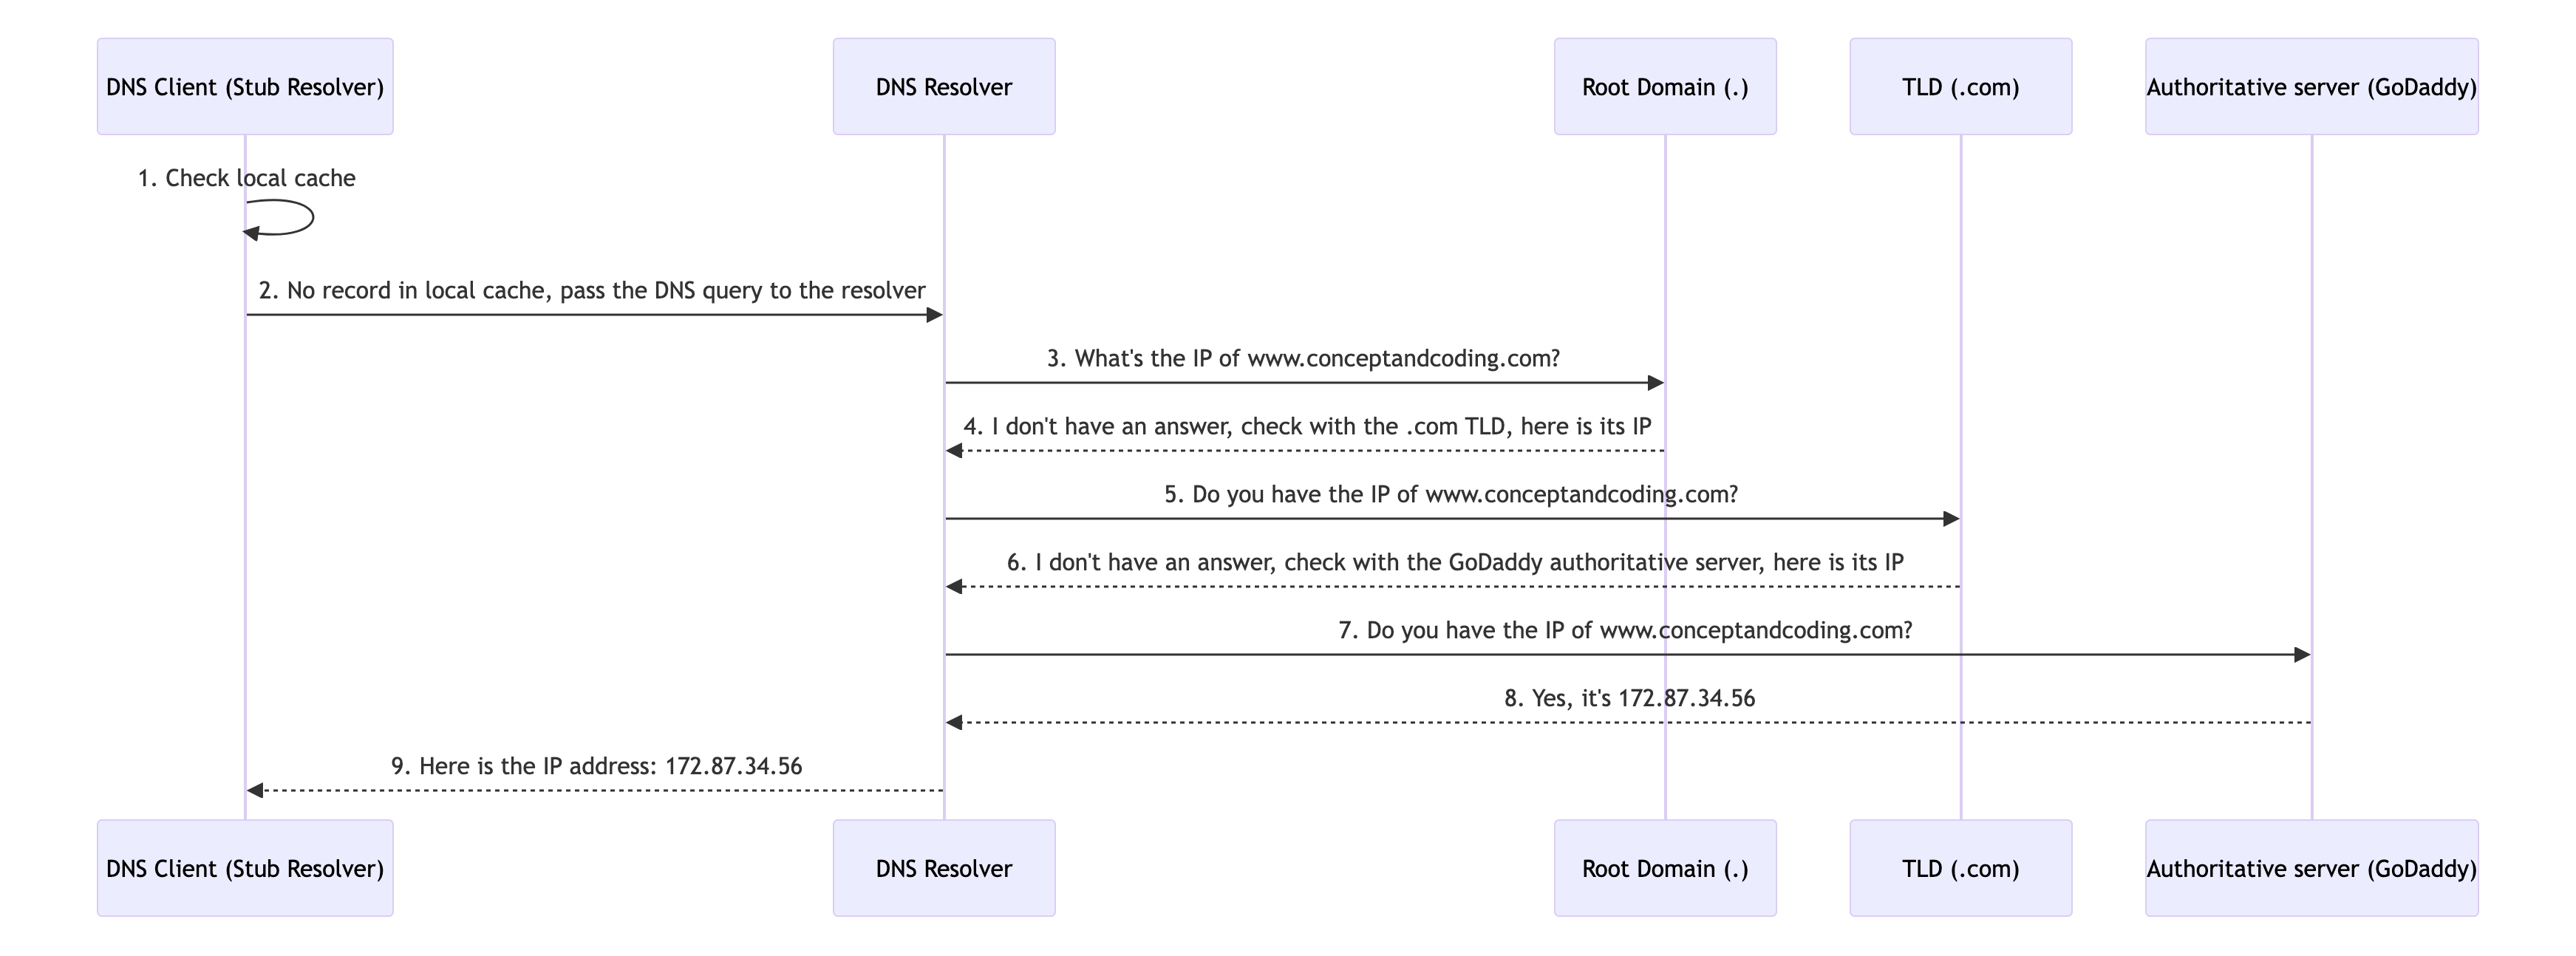 DNS Client (Stub Resolver)
DNS Resolver
Root Domain (.)
TLD (.com)
Authoritative server (GoDaddy)
1. Check local cache
2. No record in local cache, pass the DNS query to the resolver
3. What's the IP of www.conceptandcoding.com?
4. I don't have an answer, check with the .com TLD, here is its IP
5. Do you have the IP of www.conceptandcoding.com?
6. I don't have an answer, check with the GoDaddy authoritative server, here is its IP
7. Do you have the IP of www.conceptandcoding.com?
8. Yes, it's 172.87.34.56
9. Here is the IP address: 172.87.34.56
DNS Client (Stub Resolver)
DNS Resolver
Root Domain (.)
TLD (.com)
Authoritative server (GoDaddy)